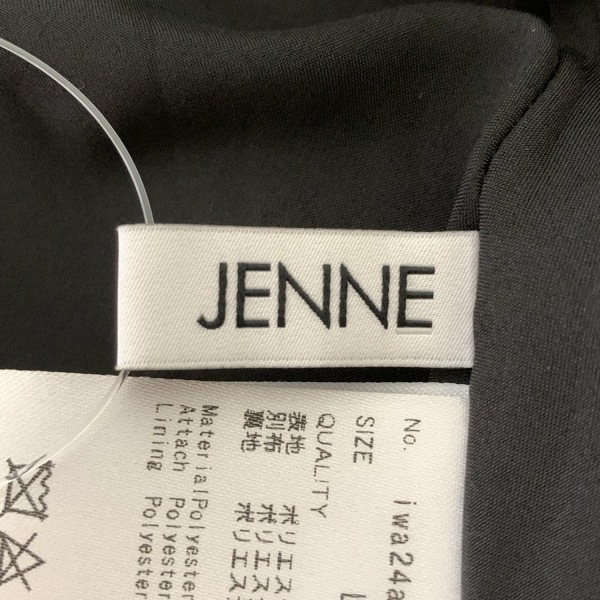 JENNE
No. iwa24a
SIZE L
QUALITY
表地 ポリエス
別布 ポリエス
裏地 ポリエス
Material Polyester
Attach Polyester
Lining Polyester